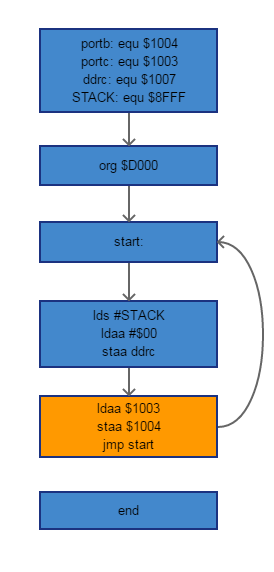 portb: equ $1004
portc: equ $1003
ddrc: equ $1007
STACK: equ $8FFF
org $D000
start:
lds #STACK
ldaa #$00
staa ddrc
ldaa $1003
staa $1004
jmp start
end